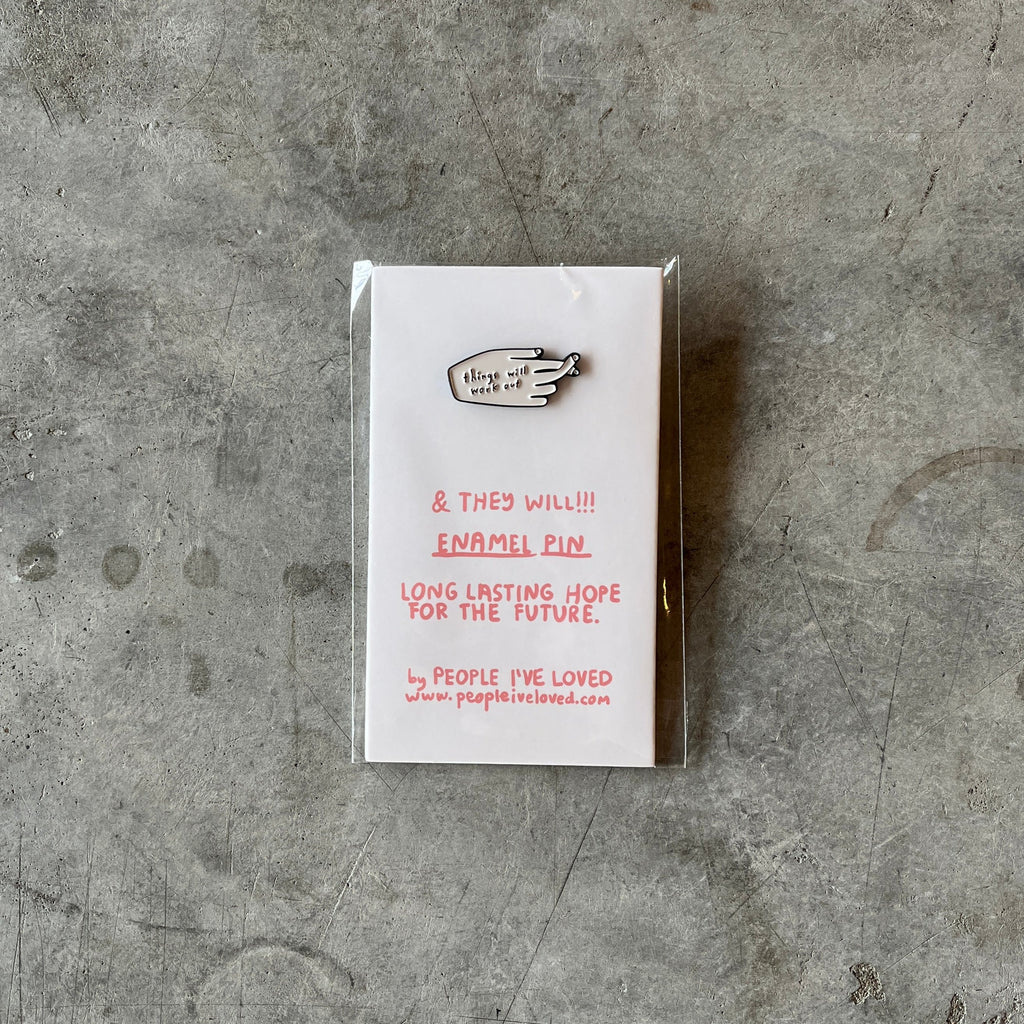 things will
work out
& THEY WILL!!!
ENAMEL PIN
LONG LASTING HOPE
FOR THE FUTURE.
by PEOPLE I'VE LOVED
www.peopleiveloved.com